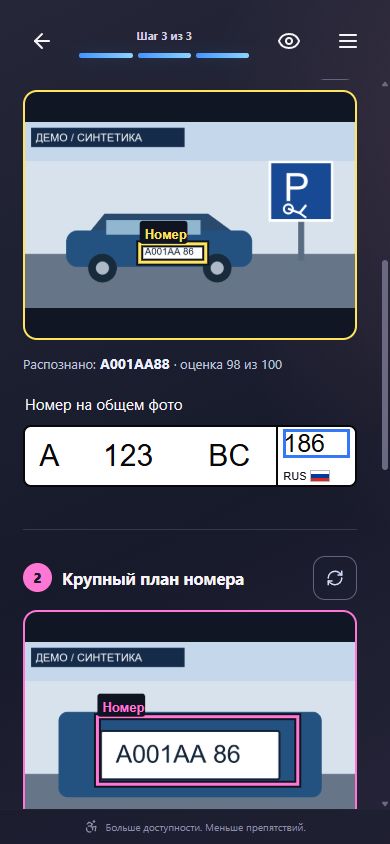 Шаг 3 из 3
ДЕМО / СИНТЕТИКА
P
Номер
А001АА 86
Распознано: А001АА88 · оценка 98 из 100
Номер на общем фото
А 123 ВС 186
RUS
2 Крупный план номера
ДЕМО / СИНТЕТИКА
Номер
А001АА 86
Больше доступности. Меньше препятствий.